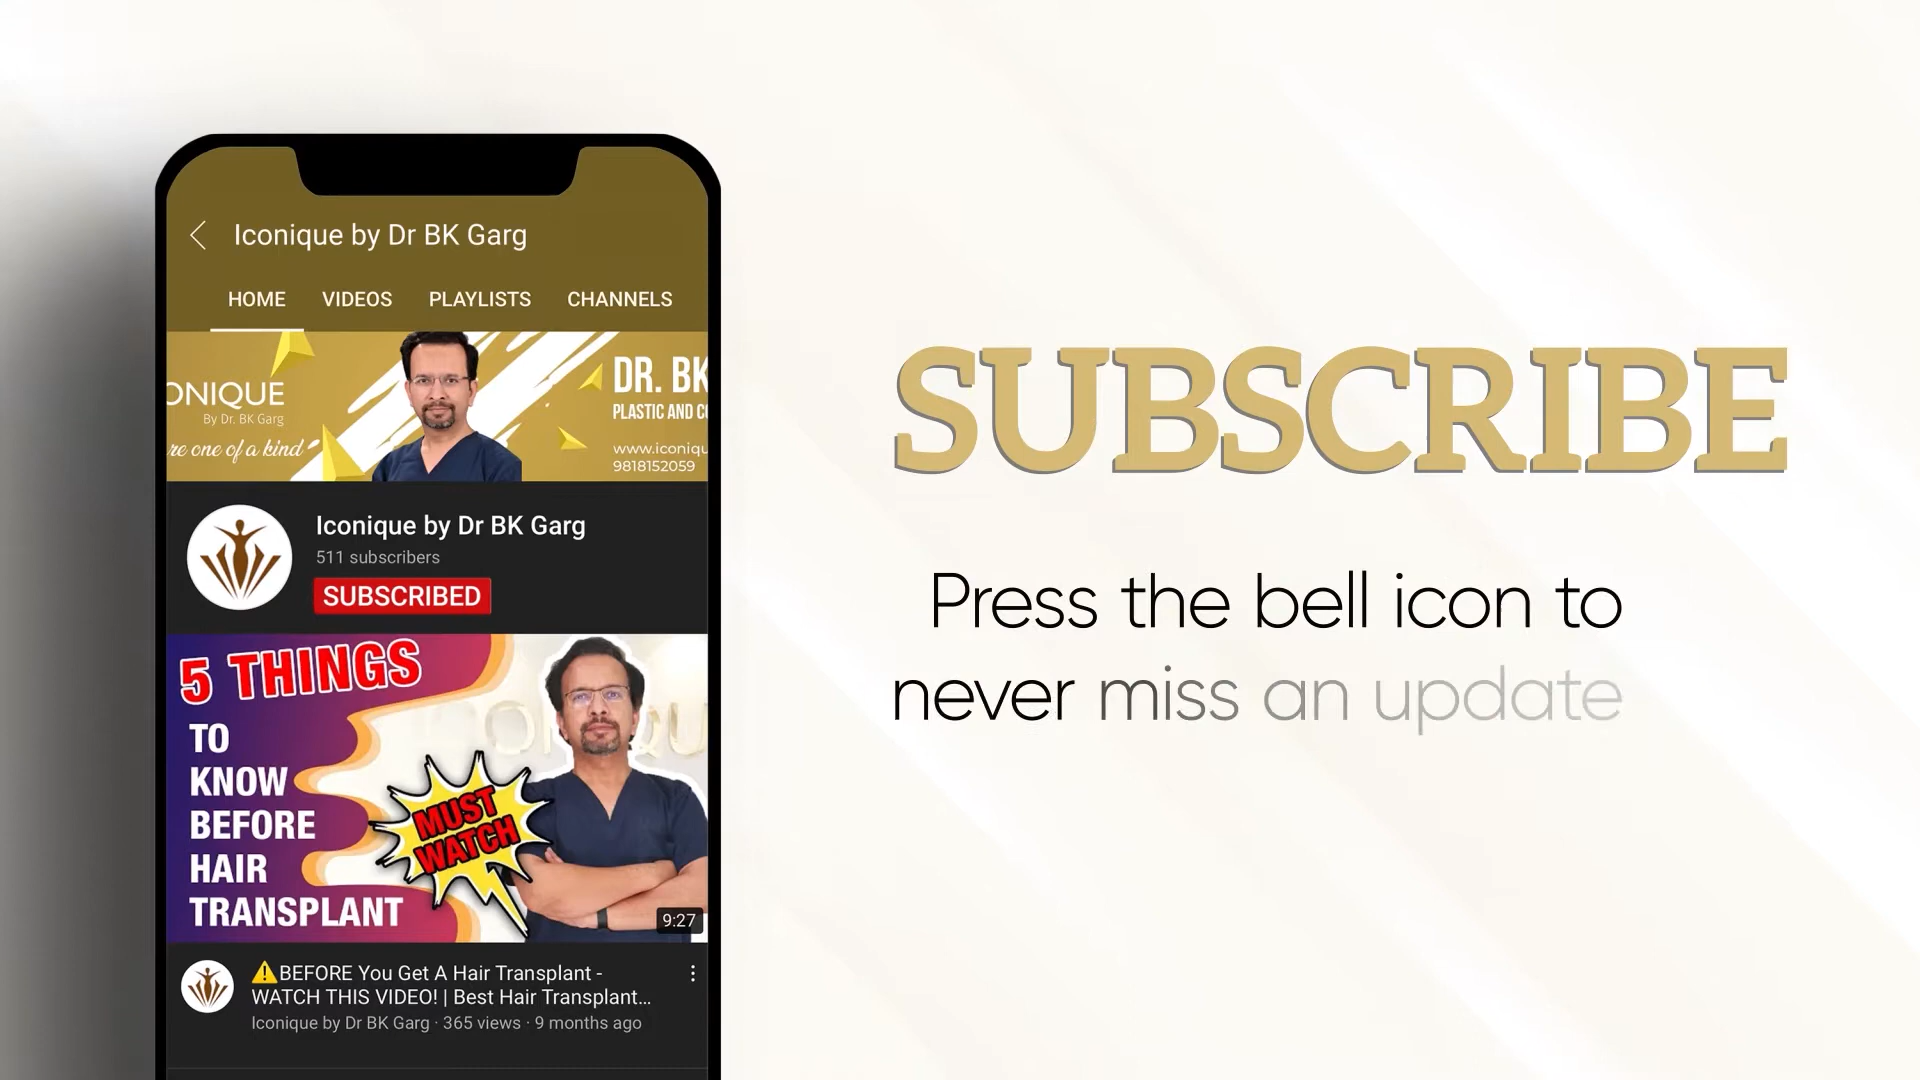 Iconique by Dr BK Garg
HOME VIDEOS PLAYLISTS CHANNELS
ONIQUE
By Dr. BK Garg
re one of a kind
DR. BK
PLASTIC AND CO
www.iconiqu
9818152059
Iconique by Dr BK Garg
511 subscribers
SUBSCRIBED
5 THINGS
TO
KNOW
BEFORE
HAIR
TRANSPLANT
MUST
WATCH
9:27
⚠BEFORE You Get A Hair Transplant -
WATCH THIS VIDEO! | Best Hair Transplant...
Iconique by Dr BK Garg · 365 views · 9 months ago
SUBSCRIBE
Press the bell icon to
never miss an update